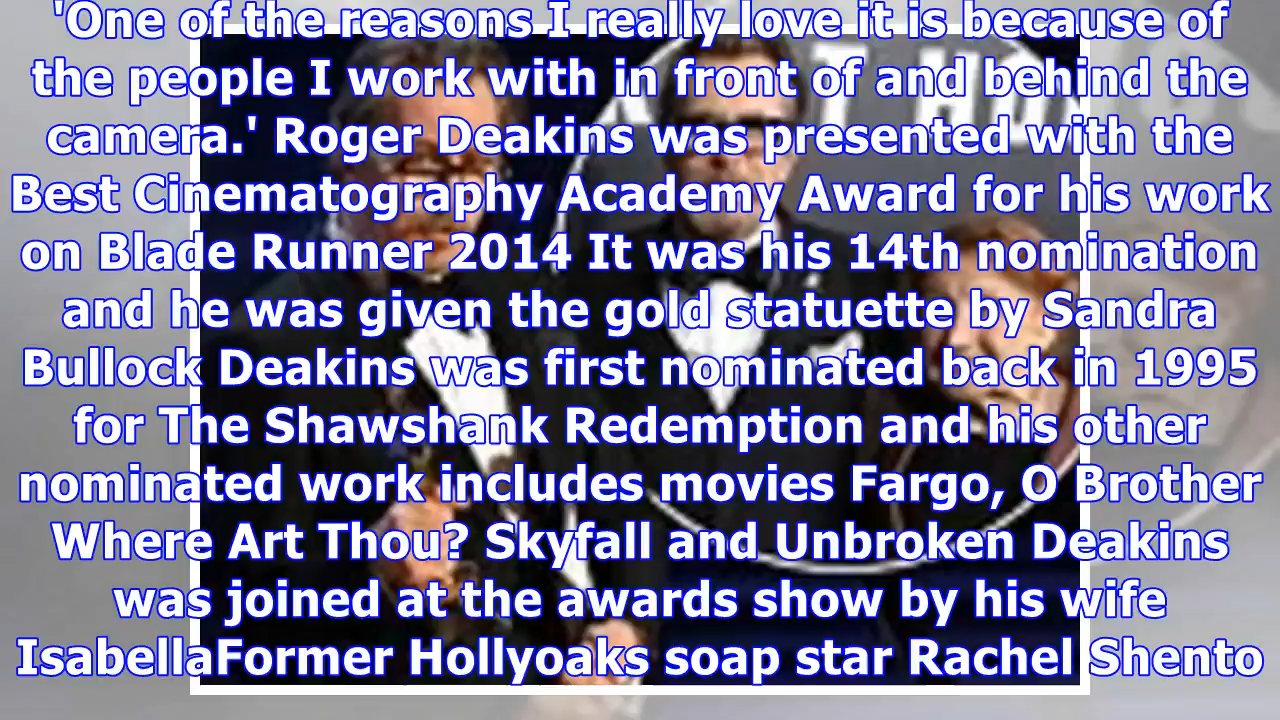 'One of the reasons I really love it is because of
the people I work with in front of and behind the
camera.' Roger Deakins was presented with the
Best Cinematography Academy Award for his work
on Blade Runner 2014 It was his 14th nomination
and he was given the gold statuette by Sandra
Bullock Deakins was first nominated back in 1995
for The Shawshank Redemption and his other
nominated work includes movies Fargo, O Brother
Where Art Thou? Skyfall and Unbroken Deakins
was joined at the awards show by his wife
IsabellaFormer Hollyoaks soap star Rachel Shento